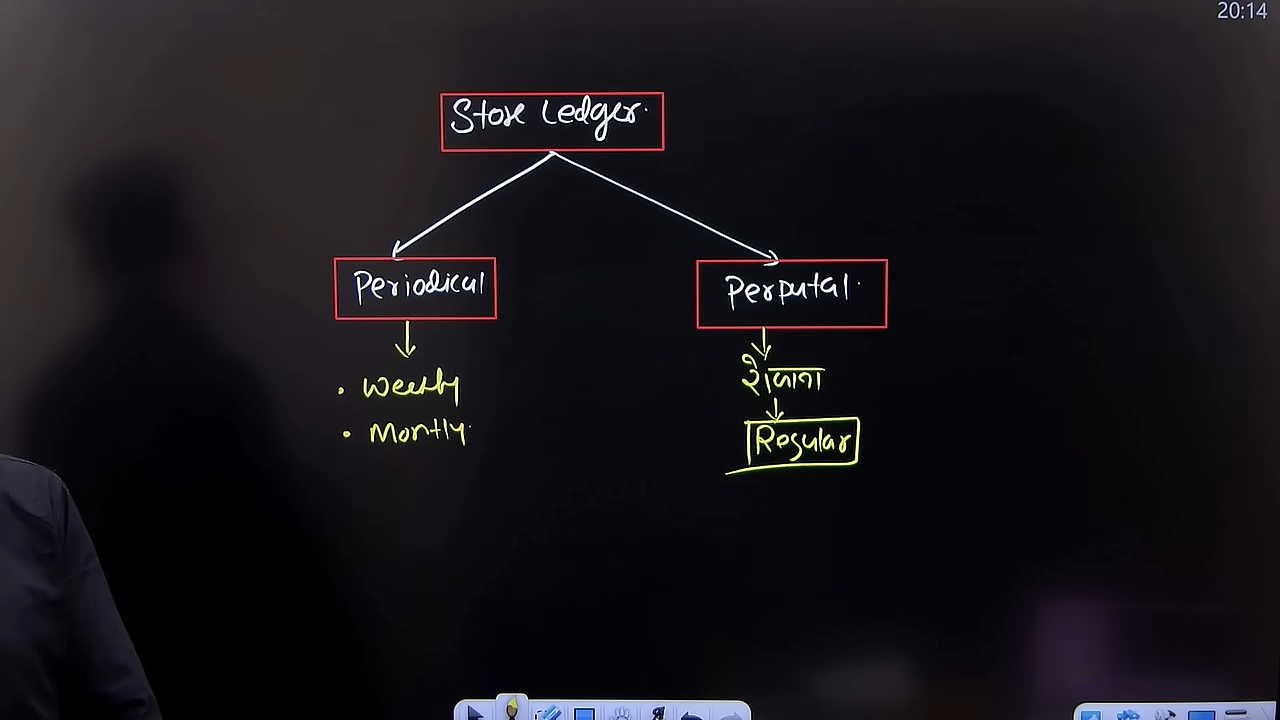 20:14
Store Ledger
Periodical
Perputal
• Weekly
• Montly
Regular